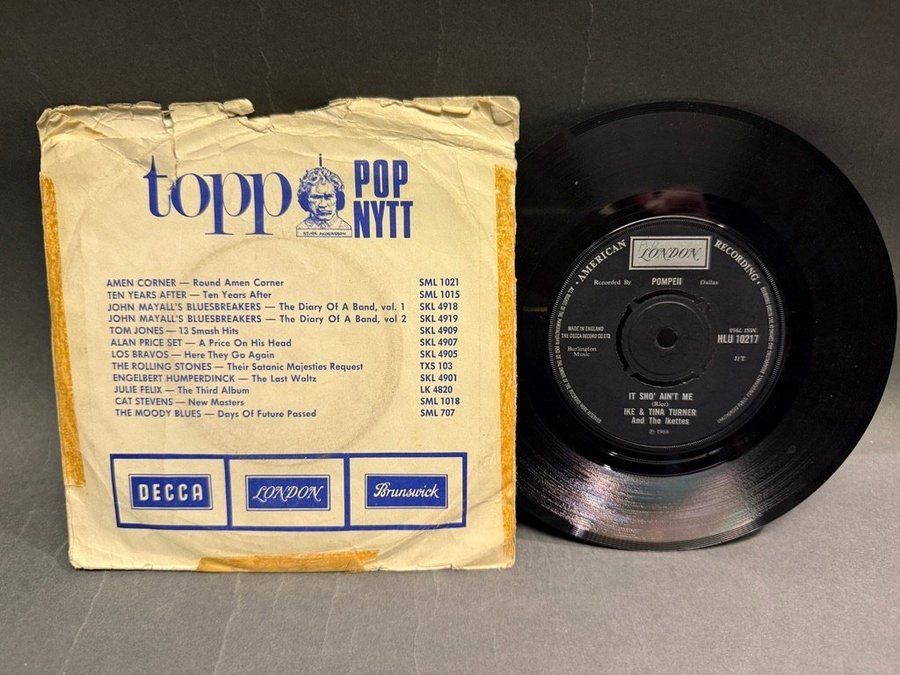 topp POP
NYTT
STIKK ANDERSSON
AMEN CORNER — Round Amen Corner SML 1021
TEN YEARS AFTER — Ten Years After SML 1015
JOHN MAYALL'S BLUESBREAKERS — The Diary Of A Band, vol. 1 SKL 4918
JOHN MAYALL'S BLUESBREAKERS — The Diary Of A Band, vol 2 SKL 4919
TOM JONES — 13 Smash Hits SKL 4909
ALAN PRICE SET — A Price On His Head SKL 4907
LOS BRAVOS — Here They Go Again SKL 4905
THE ROLLING STONES — Their Satanic Majesties Request TXS 103
ENGELBERT HUMPERDINCK — The Last Waltz SKL 4901
JULIE FELIX — The Third Album LK 4820
CAT STEVENS — New Masters SML 1018
THE MOODY BLUES — Days Of Future Passed SML 707
DECCA
LONDON
Brunswick
AMERICAN
LONDON
RECORDING
Recorded By POMPEII Dallas
MADE IN ENGLAND
THE DECCA RECORD CO LTD
Burlington
Music
HLU 10217
IT SHO' AIN'T ME
(Rice)
IKE & TINA TURNER
And The Ikettes
℗ 1968